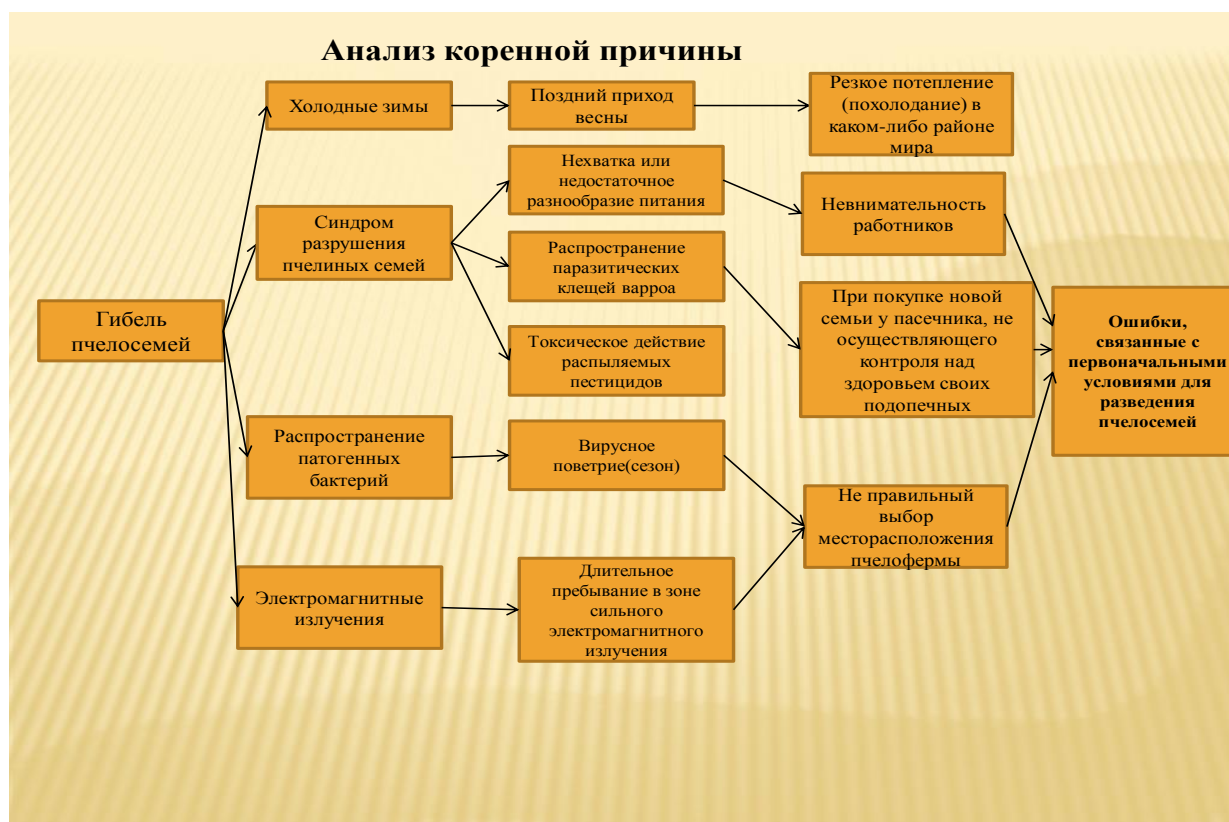 Анализ коренной причины
Холодные зимы
Поздний приход
весны
Резкое потепление
(похолодание) в
каком-либо районе
мира
Синдром
разрушения
пчелиных семей
Нехватка или
недостаточное
разнообразие питания
Невнимательность
работников
Распространение
паразитических
клещей варроа
При покупке новой
семьи у пасечника, не
осуществляющего
контроля над
здоровьем своих
подопечных
Токсическое действие
распыляемых
пестицидов
Гибель
пчелосемей
Ошибки,
связанные с
первоначальными
условиями для
разведения
пчелосемей
Распространение
патогенных
бактерий
Вирусное
поветрие(сезон)
Не правильный
выбор
месторасположения
пчелофермы
Электромагнитные
излучения
Длительное
пребывание в зоне
сильного
электромагнитного
излучения